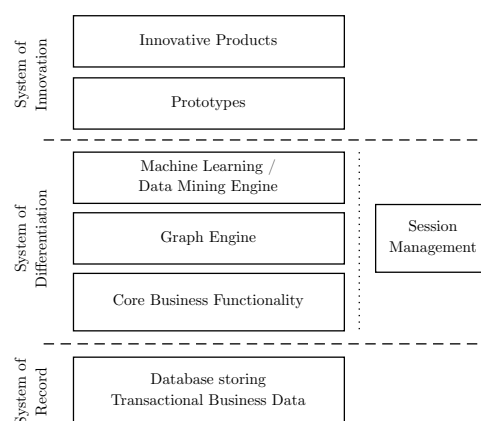 System of
Innovation
Innovative Products
Prototypes
System of
Differentiation
Machine Learning /
Data Mining Engine
Graph Engine
Core Business Functionality
Session
Management
System of
Record
Database storing
Transactional Business Data